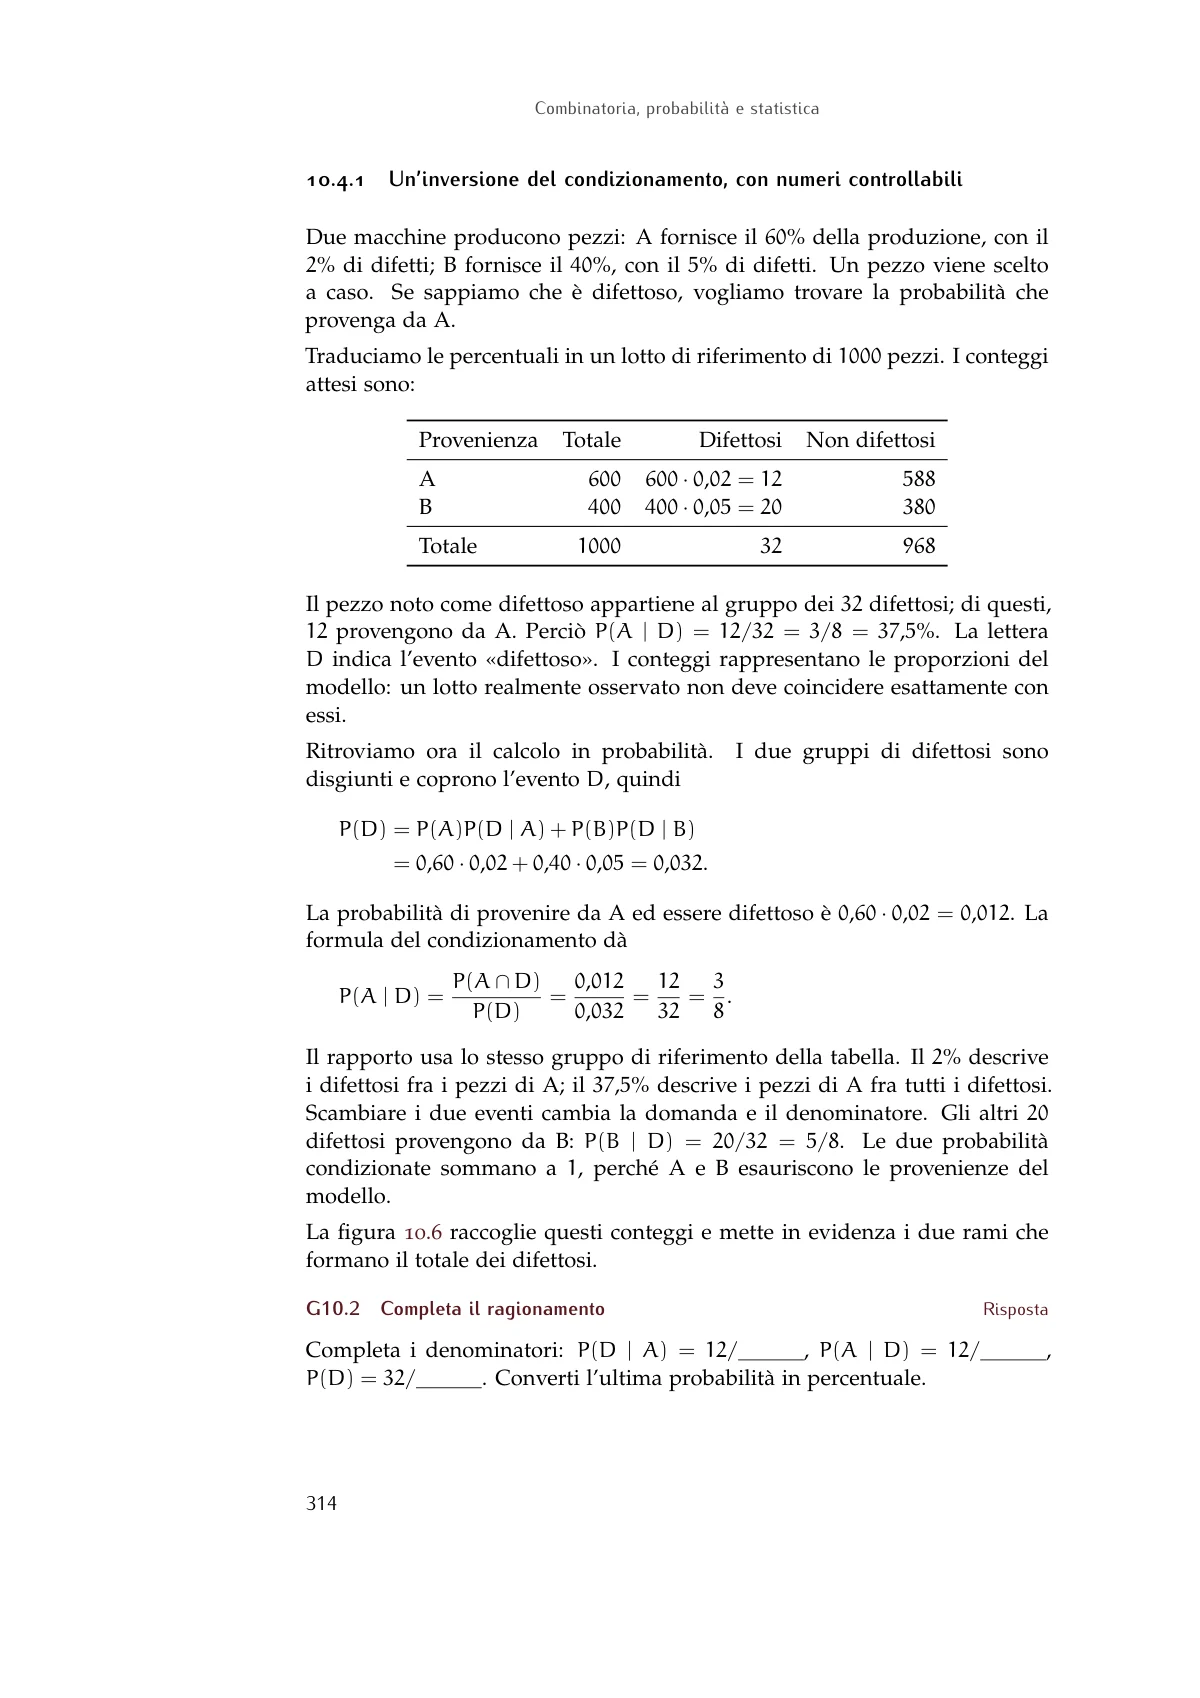 Combinatoria, probabilità e statistica
10.4.1 Un'inversione del condizionamento, con numeri controllabili
Due macchine producono pezzi: A fornisce il 60% della produzione, con il
2% di difetti; B fornisce il 40%, con il 5% di difetti. Un pezzo viene scelto
a caso. Se sappiamo che è difettoso, vogliamo trovare la probabilità che
provenga da A.
Traduciamo le percentuali in un lotto di riferimento di 1000 pezzi. I conteggi
attesi sono:
Provenienza Totale Difettosi Non difettosi
A 600 600 · 0,02 = 12 588
B 400 400 · 0,05 = 20 380
Totale 1000 32 968
Il pezzo noto come difettoso appartiene al gruppo dei 32 difettosi; di questi,
12 provengono da A. Perciò P(A | D) = 12/32 = 3/8 = 37,5%. La lettera
D indica l'evento «difettoso». I conteggi rappresentano le proporzioni del
modello: un lotto realmente osservato non deve coincidere esattamente con
essi.
Ritroviamo ora il calcolo in probabilità. I due gruppi di difettosi sono
disgiunti e coprono l'evento D, quindi
P(D) = P(A)P(D | A) + P(B)P(D | B)
= 0,60 · 0,02 + 0,40 · 0,05 = 0,032.
La probabilità di provenire da A ed essere difettoso è 0,60 · 0,02 = 0,012. La
formula del condizionamento dà
P(A | D) = P(A ∩ D)/P(D) = 0,012/0,032 = 12/32 = 3/8.
Il rapporto usa lo stesso gruppo di riferimento della tabella. Il 2% descrive
i difettosi fra i pezzi di A; il 37,5% descrive i pezzi di A fra tutti i difettosi.
Scambiare i due eventi cambia la domanda e il denominatore. Gli altri 20
difettosi provengono da B: P(B | D) = 20/32 = 5/8. Le due probabilità
condizionate sommano a 1, perché A e B esauriscono le provenienze del
modello.
La figura 10.6 raccoglie questi conteggi e mette in evidenza i due rami che
formano il totale dei difettosi.
G10.2 Completa il ragionamento Risposta
Completa i denominatori: P(D | A) = 12/______, P(A | D) = 12/______,
P(D) = 32/______. Converti l'ultima probabilità in percentuale.
314